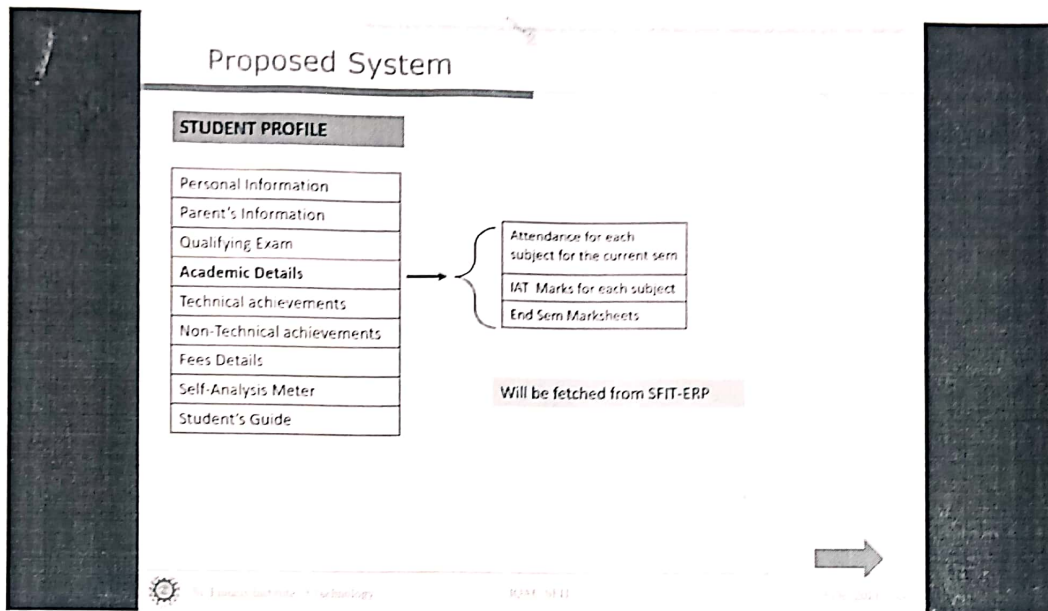 Proposed System
STUDENT PROFILE
Personal Information
Parent's Information
Qualifying Exam
Academic Details
Technical achievements
Non-Technical achievements
Fees Details
Self-Analysis Meter
Student's Guide
Attendance for each
subject for the current sem
IAT Marks for each subject
End Sem Marksheets
Will be fetched from SFIT-ERP